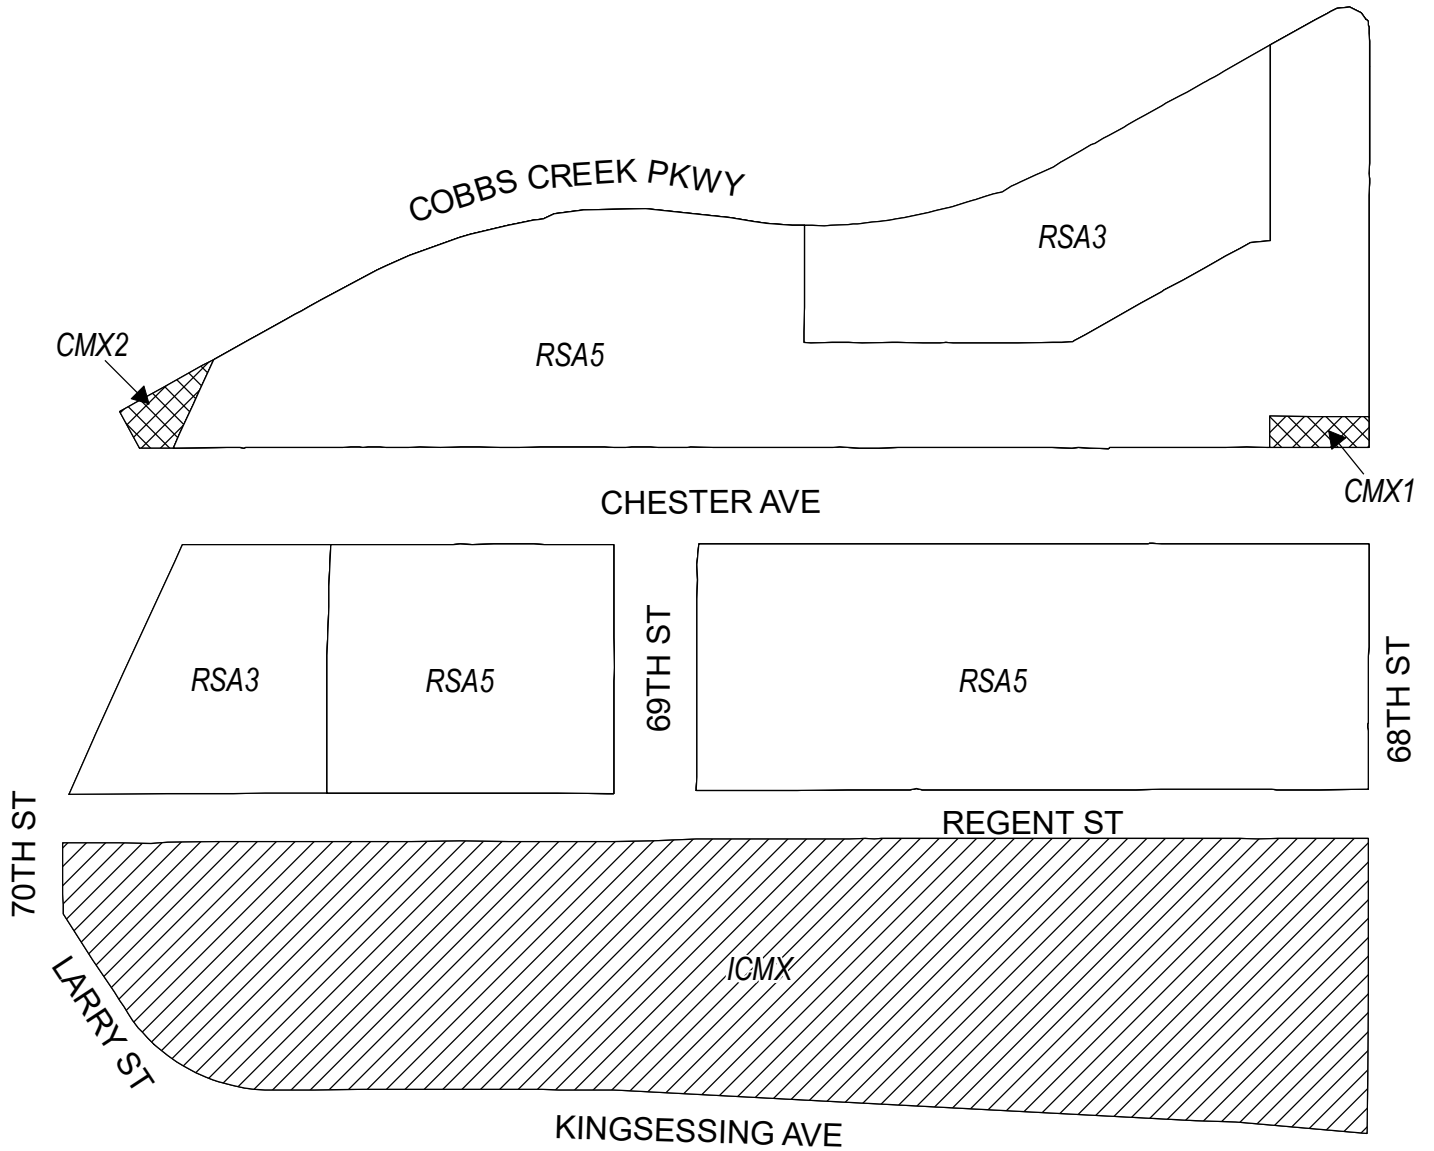 COBBS CREEK PKWY
RSA3
CMX2
RSA5
CMX1
CHESTER AVE
RSA3
RSA5
69TH ST
RSA5
68TH ST
REGENT ST
70TH ST
ICMX
LARRY ST
KINGSESSING AVE